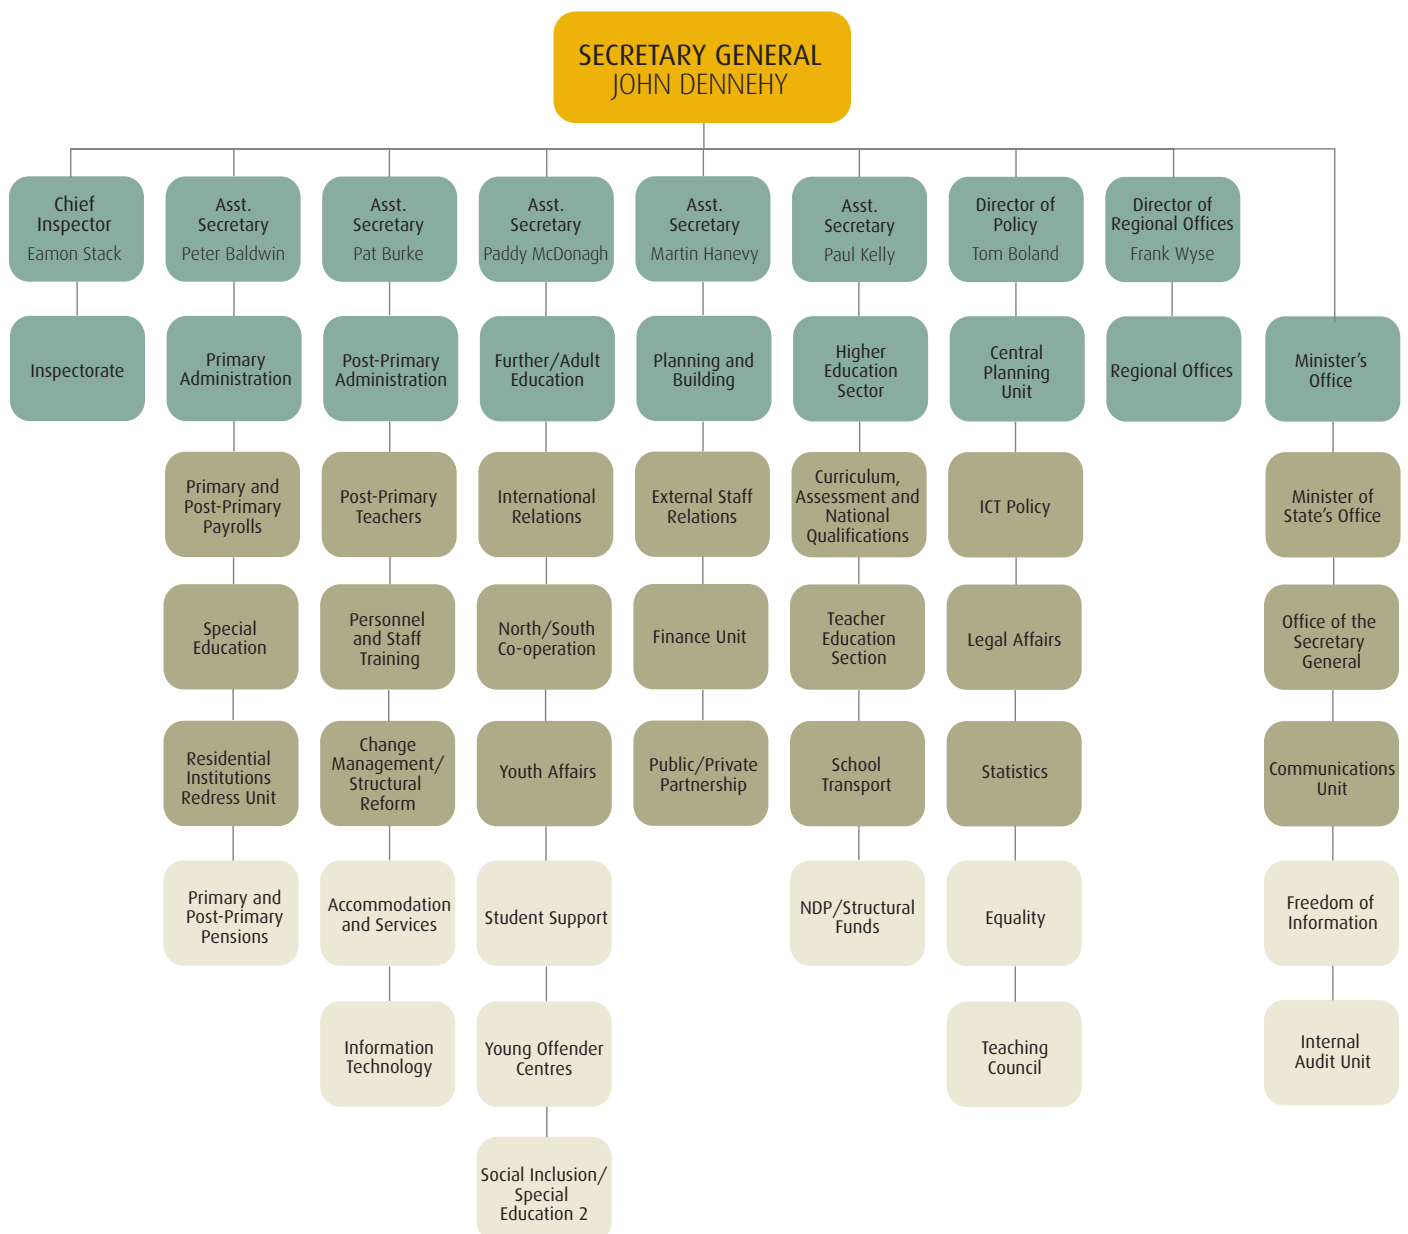 SECRETARY GENERAL
JOHN DENNEHY
Chief
Inspector
Eamon Stack
Asst.
Secretary
Peter Baldwin
Asst.
Secretary
Pat Burke
Asst.
Secretary
Paddy McDonagh
Asst.
Secretary
Martin Hanevy
Asst.
Secretary
Paul Kelly
Director of
Policy
Tom Boland
Director of
Regional Offices
Frank Wyse
Inspectorate
Primary
Administration
Post-Primary
Administration
Further/Adult
Education
Planning and
Building
Higher
Education
Sector
Central
Planning
Unit
Regional Offices
Minister's
Office
Primary and
Post-Primary
Payrolls
Post-Primary
Teachers
International
Relations
External Staff
Relations
Curriculum,
Assessment and
National
Qualifications
ICT Policy
Minister of
State's Office
Special
Education
Personnel
and Staff
Training
North/South
Co-operation
Finance Unit
Teacher
Education
Section
Legal Affairs
Office of the
Secretary
General
Residential
Institutions
Redress Unit
Change
Management/
Structural
Reform
Youth Affairs
Public/Private
Partnership
School
Transport
Statistics
Communications
Unit
Primary and
Post-Primary
Pensions
Accommodation
and Services
Student Support
NDP/Structural
Funds
Equality
Freedom of
Information
Information
Technology
Young Offender
Centres
Teaching
Council
Internal
Audit Unit
Social Inclusion/
Special
Education 2